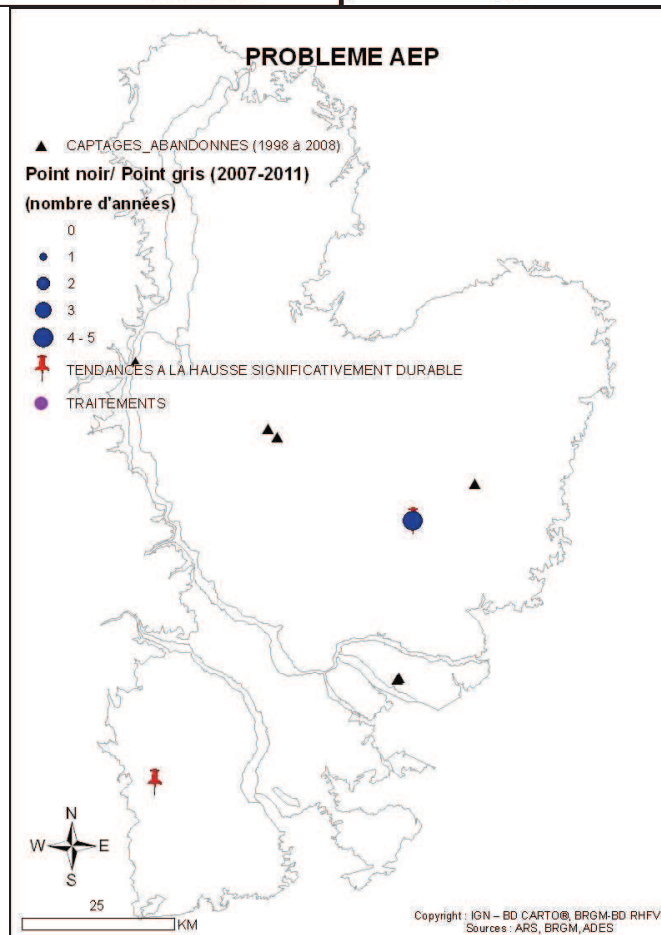 PROBLEME AEP
CAPTAGES_ABANDONNES (1998 à 2008)
Point noir/ Point gris (2007-2011)
(nombre d'années)
0
1
2
3
4 - 5
TENDANCES A LA HAUSSE SIGNIFICATIVEMENT DURABLE
TRAITEMENTS
N
W E
S
25
KM
Copyright : IGN – BD CARTO®, BRGM-BD RHFV
Sources : ARS, BRGM, ADES